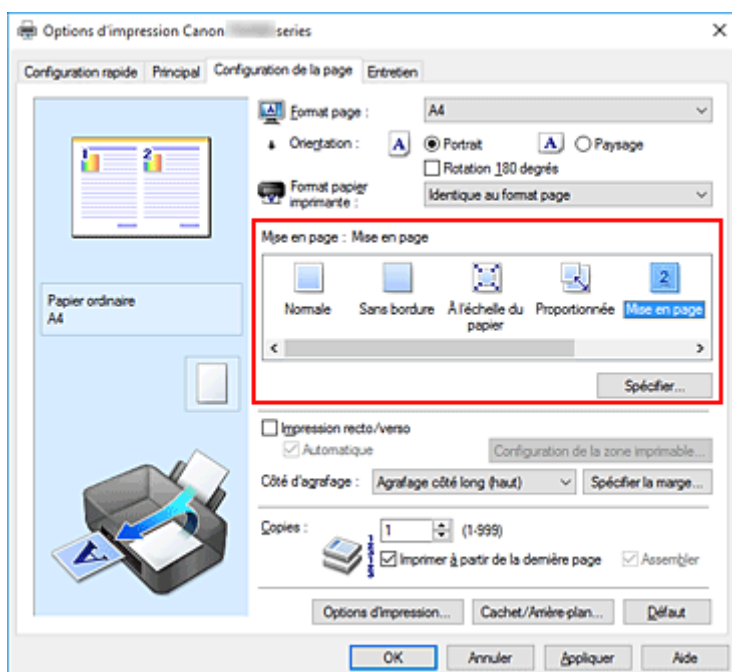 Options d'impression Canon series
Configuration rapide Principal Configuration de la page Entretien
1 2
Papier ordinaire
A4
Format page : A4
Orientation : A Portrait A Paysage
Rotation 180 degrés
Format papier imprimante : Identique au format page
Mise en page : Mise en page
2
Normale Sans bordure À l'échelle du papier Proportionnée Mise en page
Spécifier...
Impression recto/verso
Automatique Configuration de la zone imprimable...
Côté d'agrafage : Agrafage côté long (haut) Spécifier la marge...
Copies : 1 (1-999)
Imprimer à partir de la dernière page Assembler
Options d'impression... Cachet/Arrière-plan... Défaut
OK Annuler Appliquer Aide